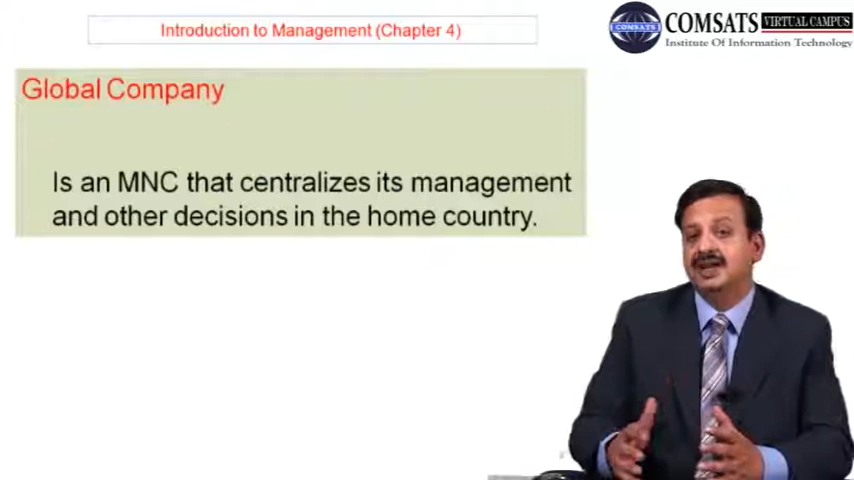 Introduction to Management (Chapter 4)
COMSATS
COMSATS VIRTUAL CAMPUS
Institute Of Information Technology
Global Company
Is an MNC that centralizes its management
and other decisions in the home country.